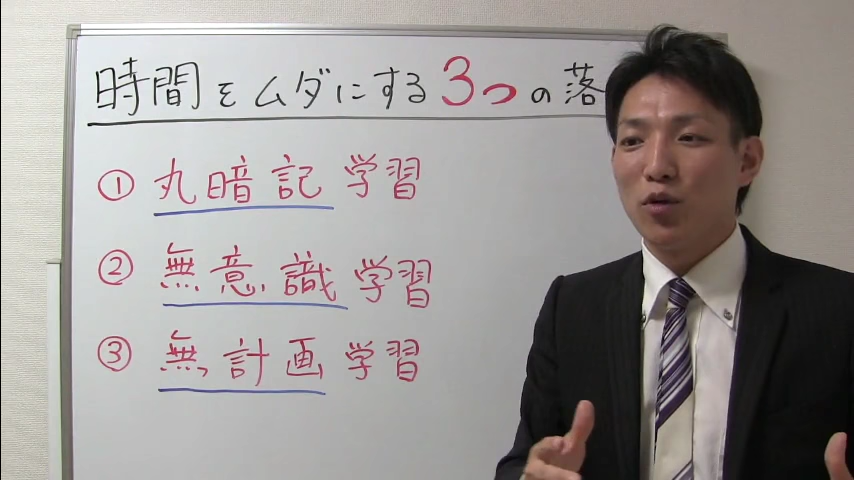 時間をムダにする3つの落
①丸暗記学習
②無意識学習
③無計画学習